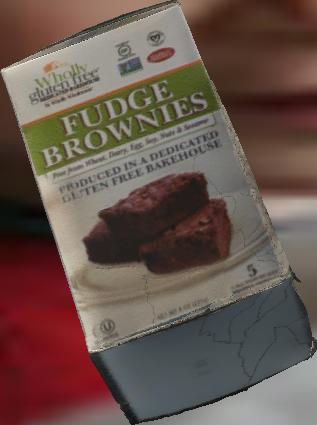 Wholly
gluten free
FUDGE
BROWNIES
Free from: Wheat, Dairy, Egg, Soy, Nuts & Sesame
PRODUCED IN A DEDICATED
GLUTEN FREE BAKEHOUSE
5